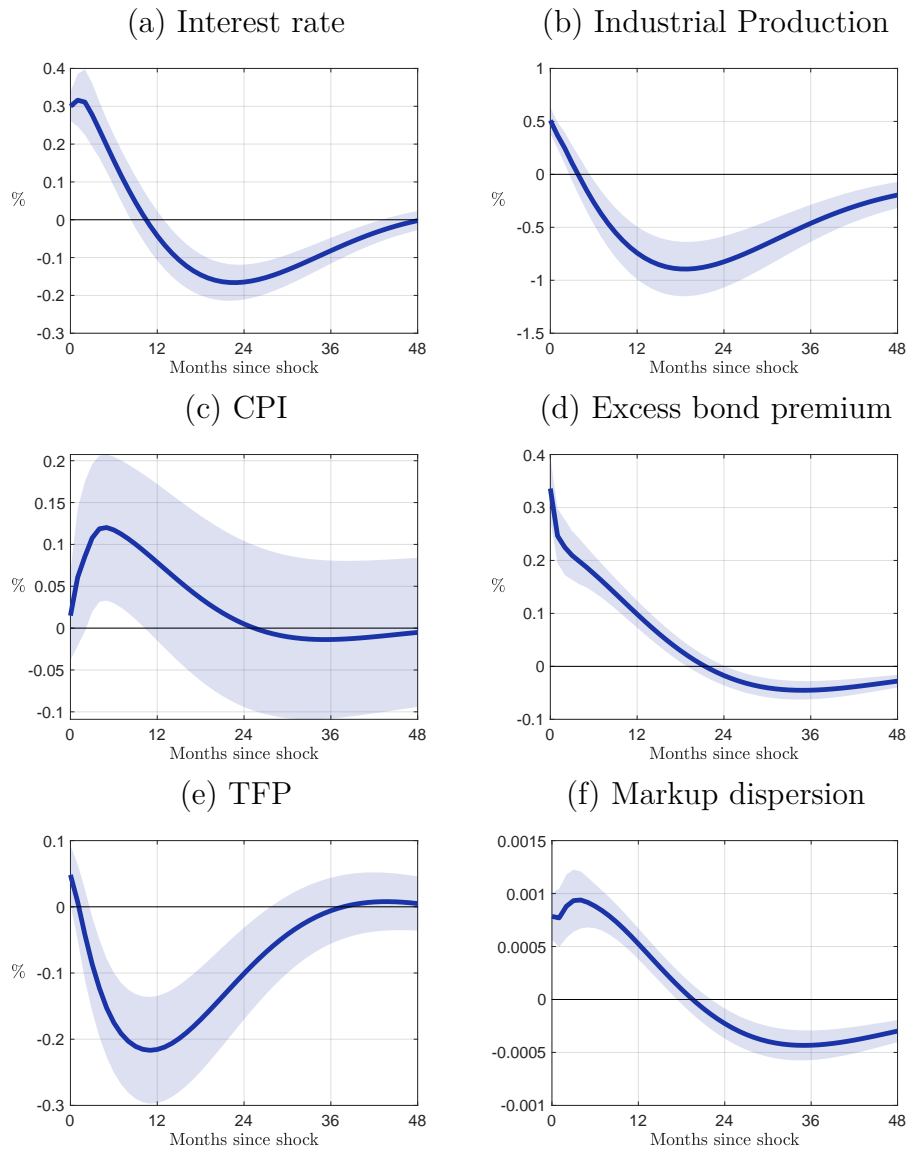 (a) Interest rate
0.4
0.3
0.2
0.1
0
-0.1
-0.2
-0.3
%
0 12 24 36 48
Months since shock
(b) Industrial Production
1
0.5
0
-0.5
-1
-1.5
%
0 12 24 36 48
Months since shock
(c) CPI
0.2
0.15
0.1
0.05
0
-0.05
-0.1
%
0 12 24 36 48
Months since shock
(d) Excess bond premium
0.4
0.3
0.2
0.1
0
-0.1
%
0 12 24 36 48
Months since shock
(e) TFP
0.1
0
-0.1
-0.2
-0.3
%
0 12 24 36 48
Months since shock
(f) Markup dispersion
0.0015
0.001
0.0005
0
-0.0005
-0.001
0 12 24 36 48
Months since shock